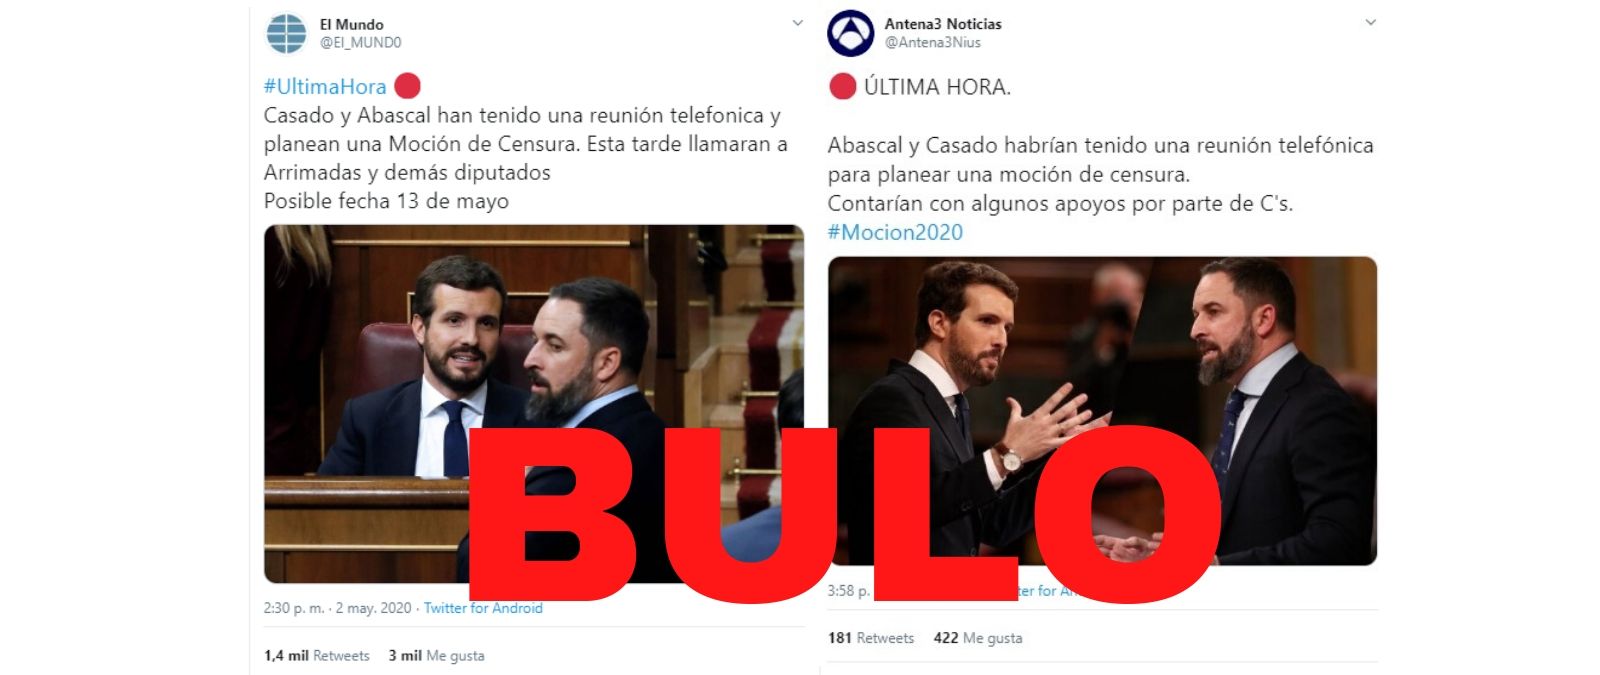 El Mundo
@El_MUND0
#UltimaHora
Casado y Abascal han tenido una reunión telefonica y
planean una Moción de Censura. Esta tarde llamaran a
Arrimadas y demás diputados
Posible fecha 13 de mayo
2:30 p. m. · 2 may. 2020 · Twitter for Android
1,4 mil Retweets 3 mil Me gusta
Antena3 Noticias
@Antena3Nius
ÚLTIMA HORA.
Abascal y Casado habrían tenido una reunión telefónica
para planear una moción de censura.
Contarían con algunos apoyos por parte de C's.
#Mocion2020
3:58 p.
181 Retweets 422 Me gusta
BULO